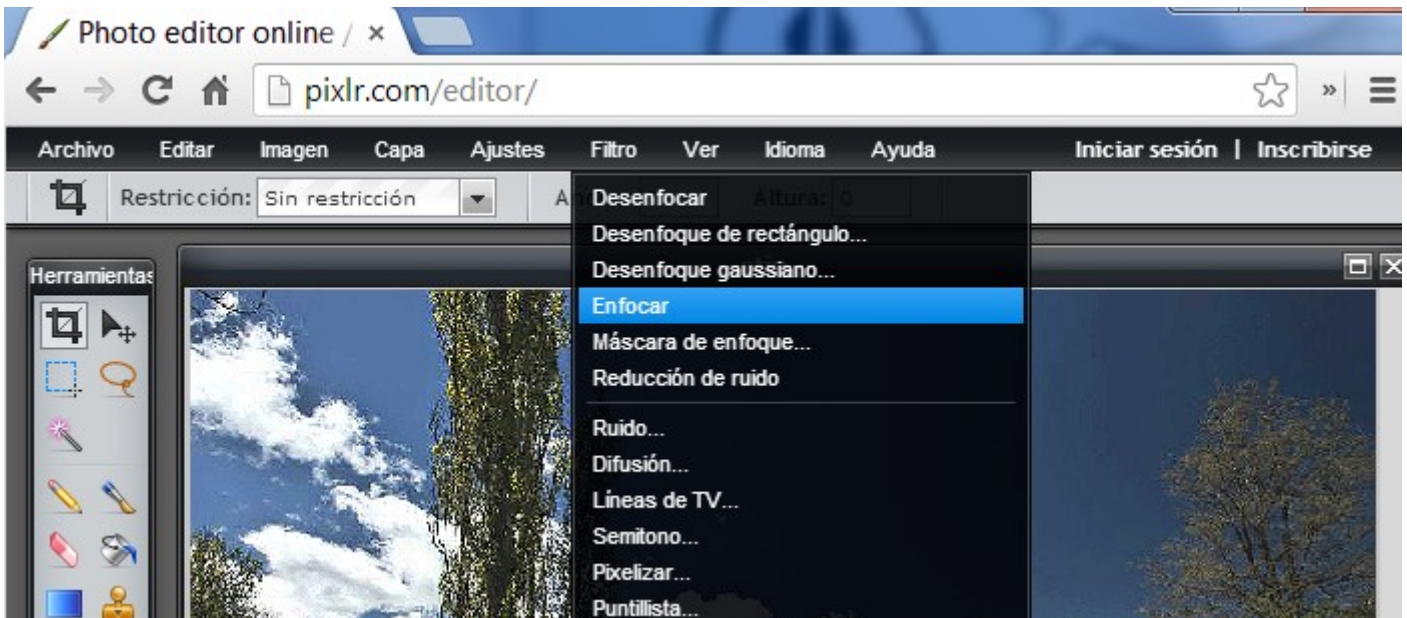 Photo editor online /
pixlr.com/editor/
»
Archivo Editar Imagen Capa Ajustes Filtro Ver Idioma Ayuda Iniciar sesión | Inscribirse
Restricción: Sin restricción Altura: 0
Desenfocar
Desenfoque de rectángulo...
Desenfoque gaussiano...
Herramientas
Enfocar
Máscara de enfoque...
Reducción de ruido
Ruido...
Difusión...
Líneas de TV...
Semitono...
Pixelizar...
Puntillista...